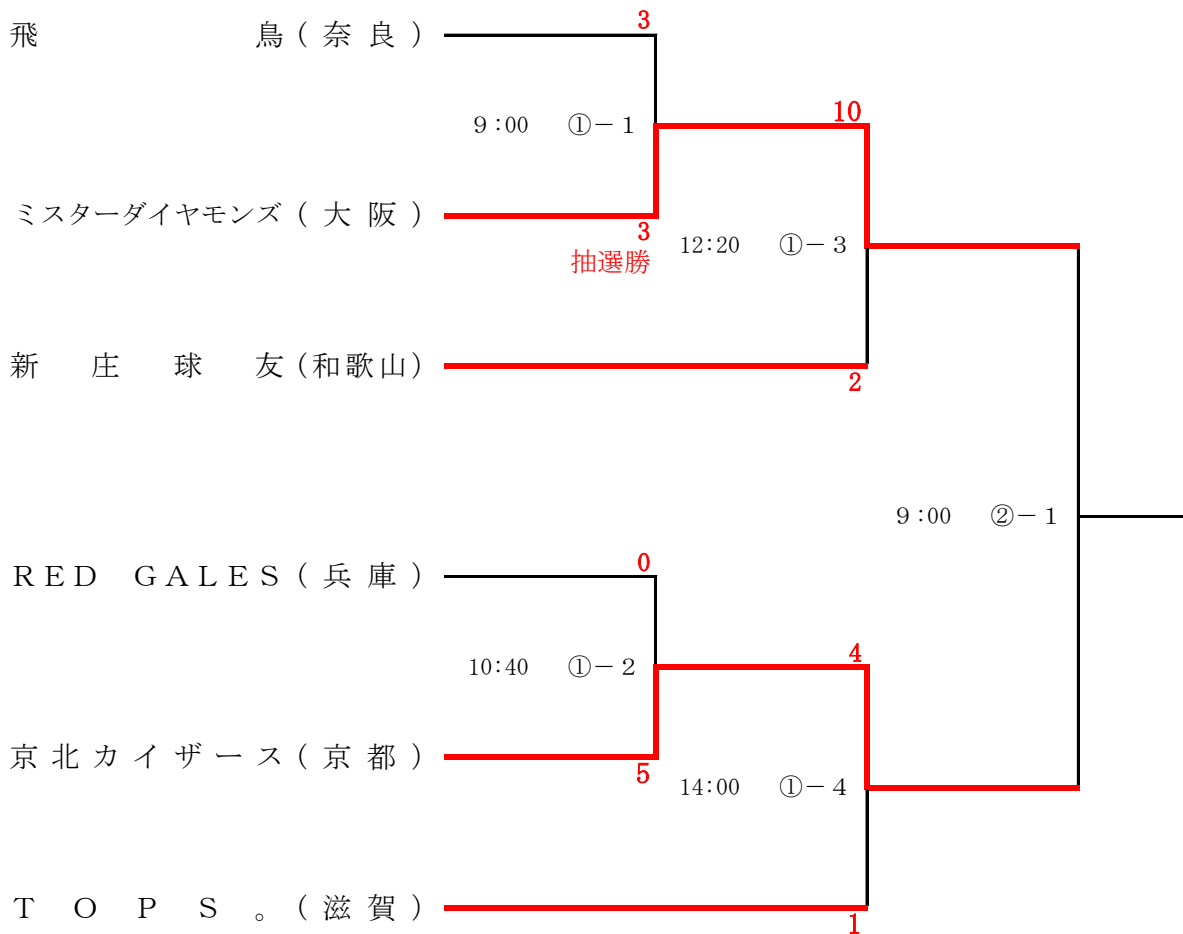 3
飛鳥(奈良)
10
9:00 ①-1
ミスターダイヤモンズ(大阪)
3
12:20 ①-3
抽選勝
新庄球友(和歌山)
2
9:00 ②-1
0
RED GALES(兵庫)
4
10:40 ①-2
京北カイザース(京都)
5
14:00 ①-4
TOPS。(滋賀)
1